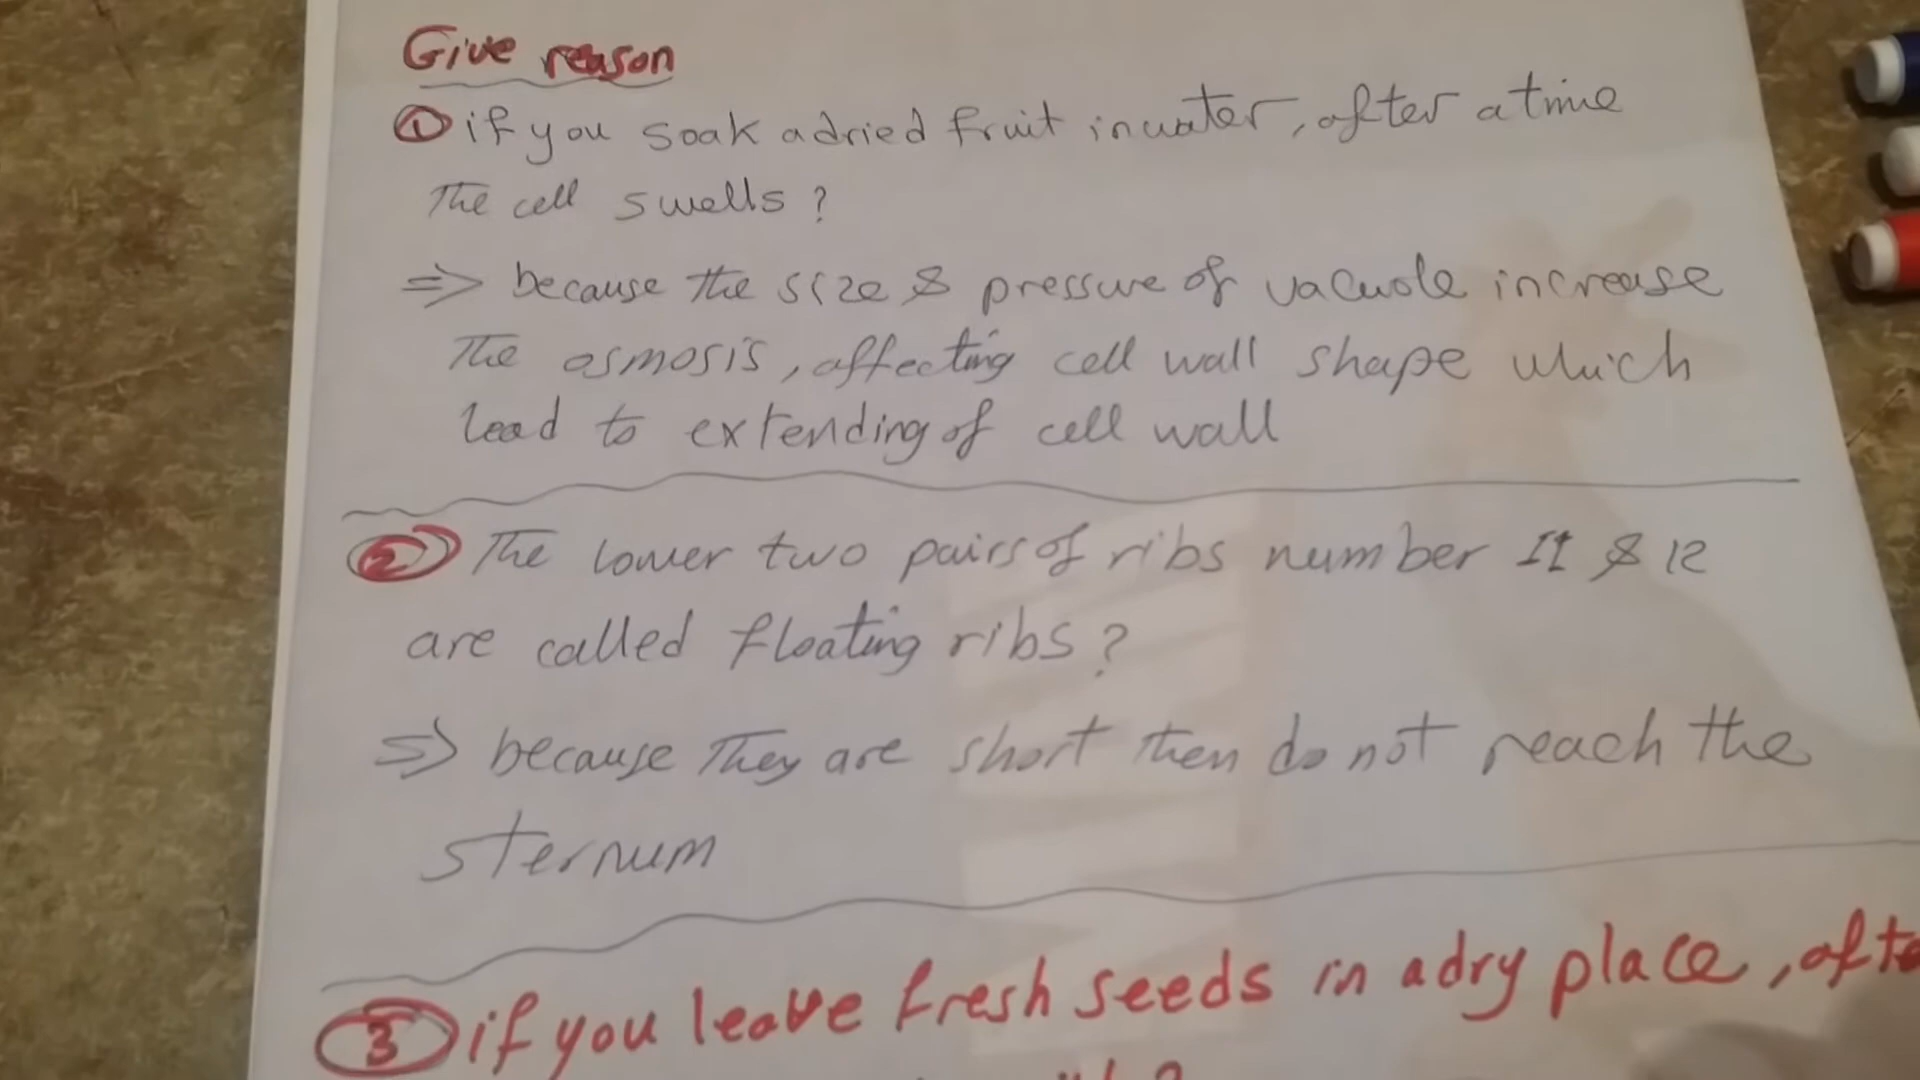 Give reason
① if you soak a dried fruit in water, after a time
The cell swells ?
⇒ because the size & pressure of vacuole increase
The osmosis, affecting cell wall shape which
lead to extending of cell wall
② The lower two pairs of ribs number 11 & 12
are called floating ribs ?
⇒ because They are short then do not reach the
sternum
③ if you leave fresh seeds in a dry place, afte